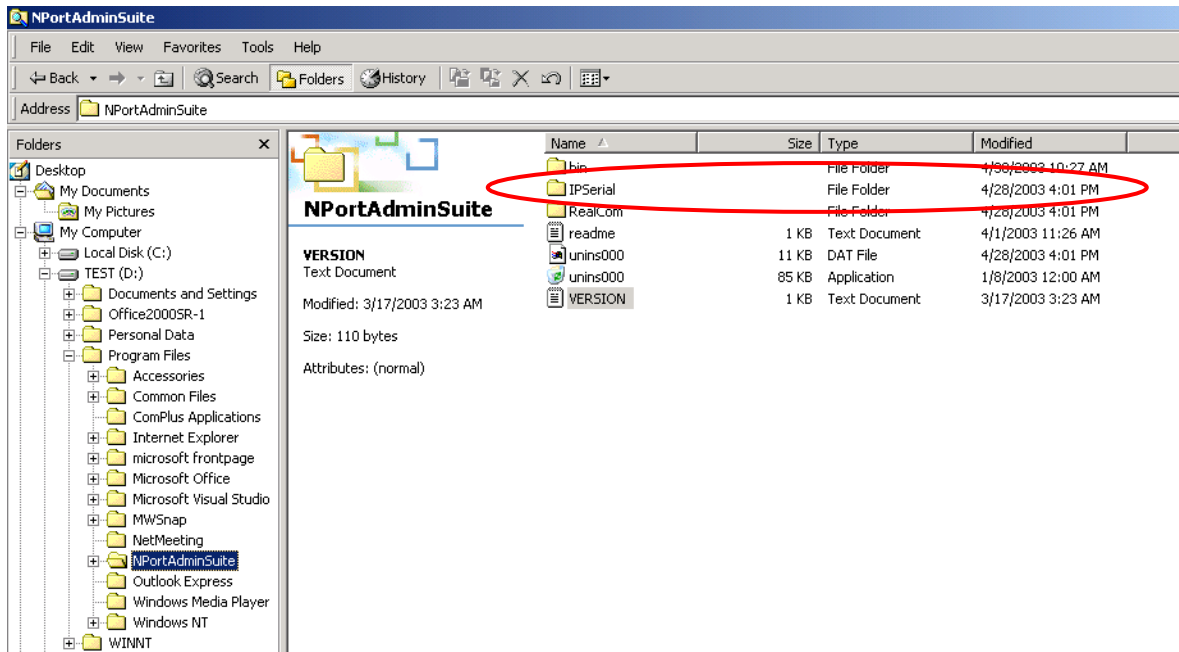 NPortAdminSuite
File Edit View Favorites Tools Help
Back Search Folders History
Address NPortAdminSuite
Folders x
Desktop
My Documents
My Pictures
My Computer
Local Disk (C:)
TEST (D:)
Documents and Settings
Office2000SR-1
Personal Data
Program Files
Accessories
Common Files
ComPlus Applications
Internet Explorer
microsoft frontpage
Microsoft Office
Microsoft Visual Studio
MWSnap
NetMeeting
NPortAdminSuite
Outlook Express
Windows Media Player
Windows NT
WINNT
NPortAdminSuite
VERSION
Text Document
Modified: 3/17/2003 3:23 AM
Size: 110 bytes
Attributes: (normal)
Name Size Type Modified
bin File Folder 4/30/2003 10:27 AM
IPSerial File Folder 4/28/2003 4:01 PM
RealCom File Folder 4/28/2003 4:01 PM
readme 1 KB Text Document 4/1/2003 11:26 AM
unins000 11 KB DAT File 4/28/2003 4:01 PM
unins000 85 KB Application 1/8/2003 12:00 AM
VERSION 1 KB Text Document 3/17/2003 3:23 AM